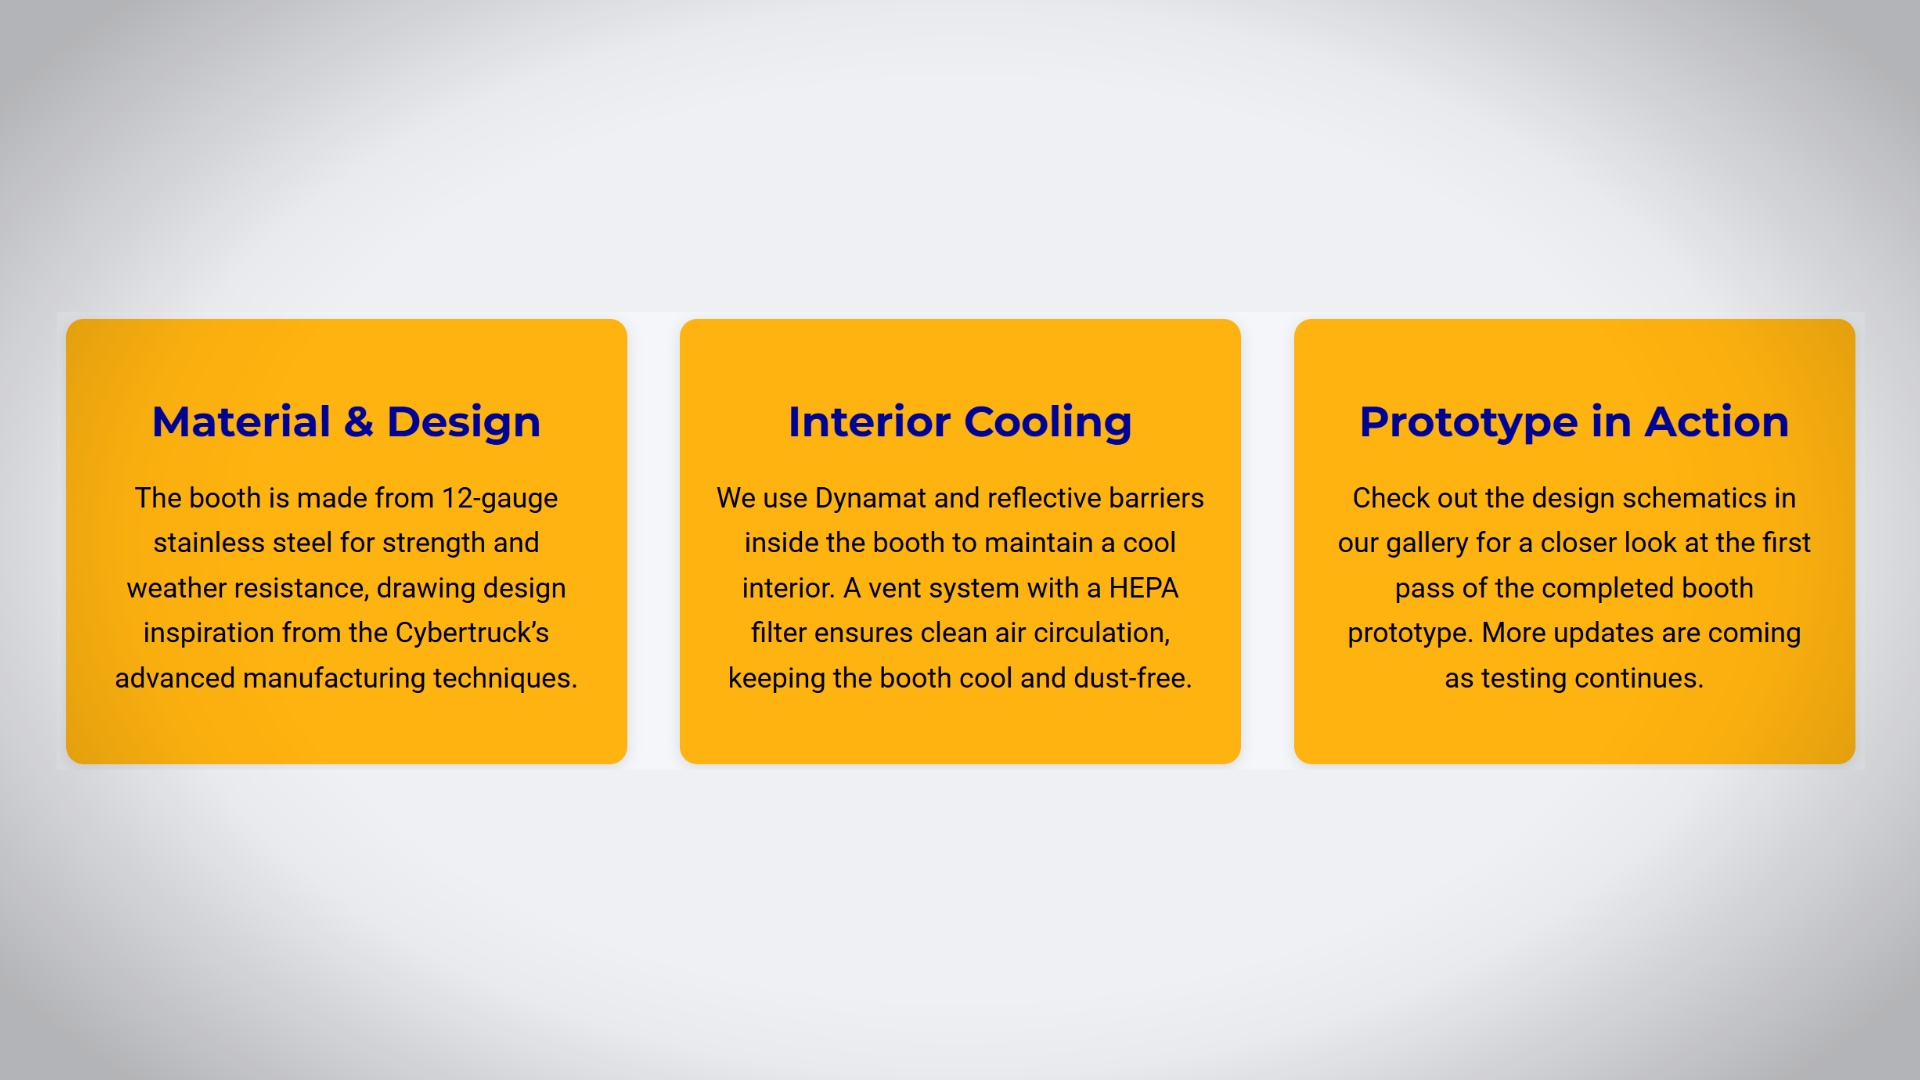 Material & Design
The booth is made from 12-gauge
stainless steel for strength and
weather resistance, drawing design
inspiration from the Cybertruck’s
advanced manufacturing techniques.
Interior Cooling
We use Dynamat and reflective barriers
inside the booth to maintain a cool
interior. A vent system with a HEPA
filter ensures clean air circulation,
keeping the booth cool and dust-free.
Prototype in Action
Check out the design schematics in
our gallery for a closer look at the first
pass of the completed booth
prototype. More updates are coming
as testing continues.